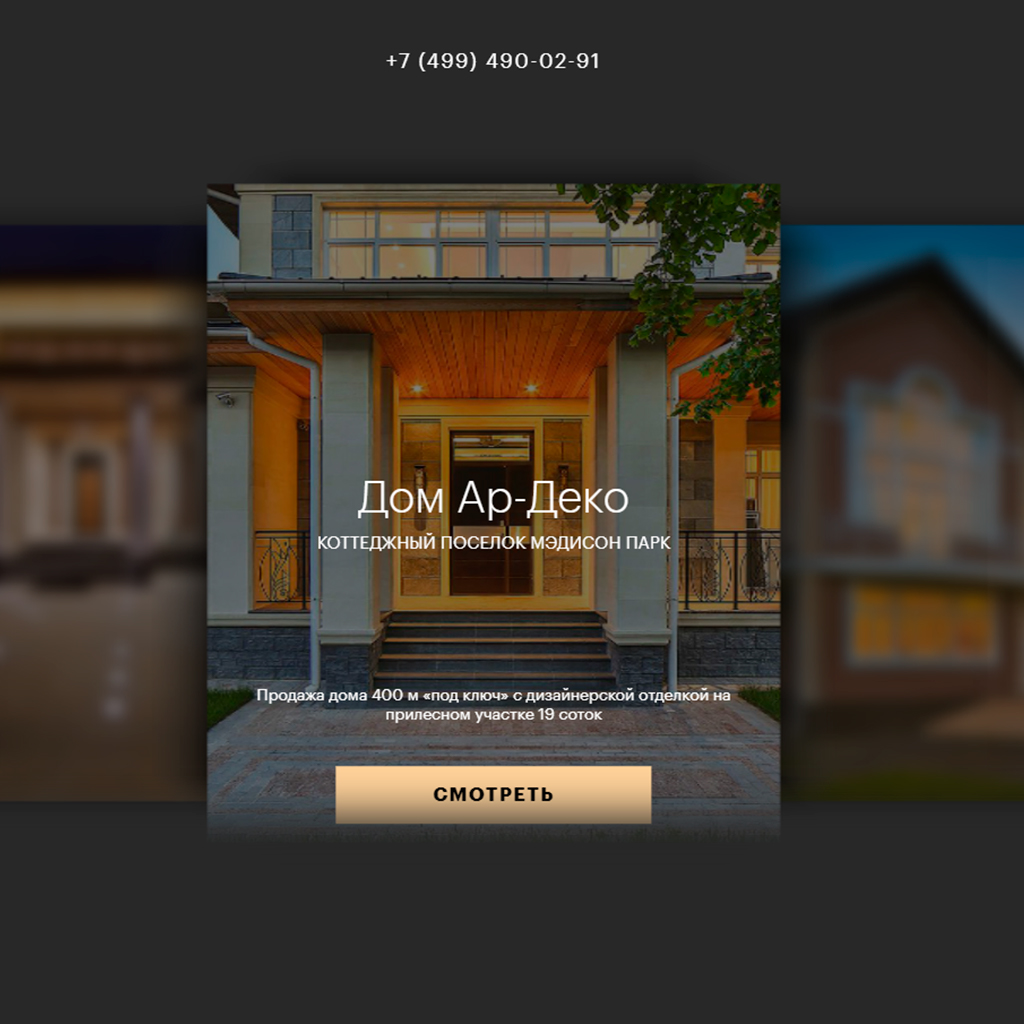 +7 (499) 490-02-91
Дом Ар-Деко
КОТТЕДЖНЫЙ ПОСЕЛОК МЭДИСОН ПАРК
Продажа дома 400 м «под ключ» с дизайнерской отделкой на
прилесном участке 19 соток
СМОТРЕТЬ